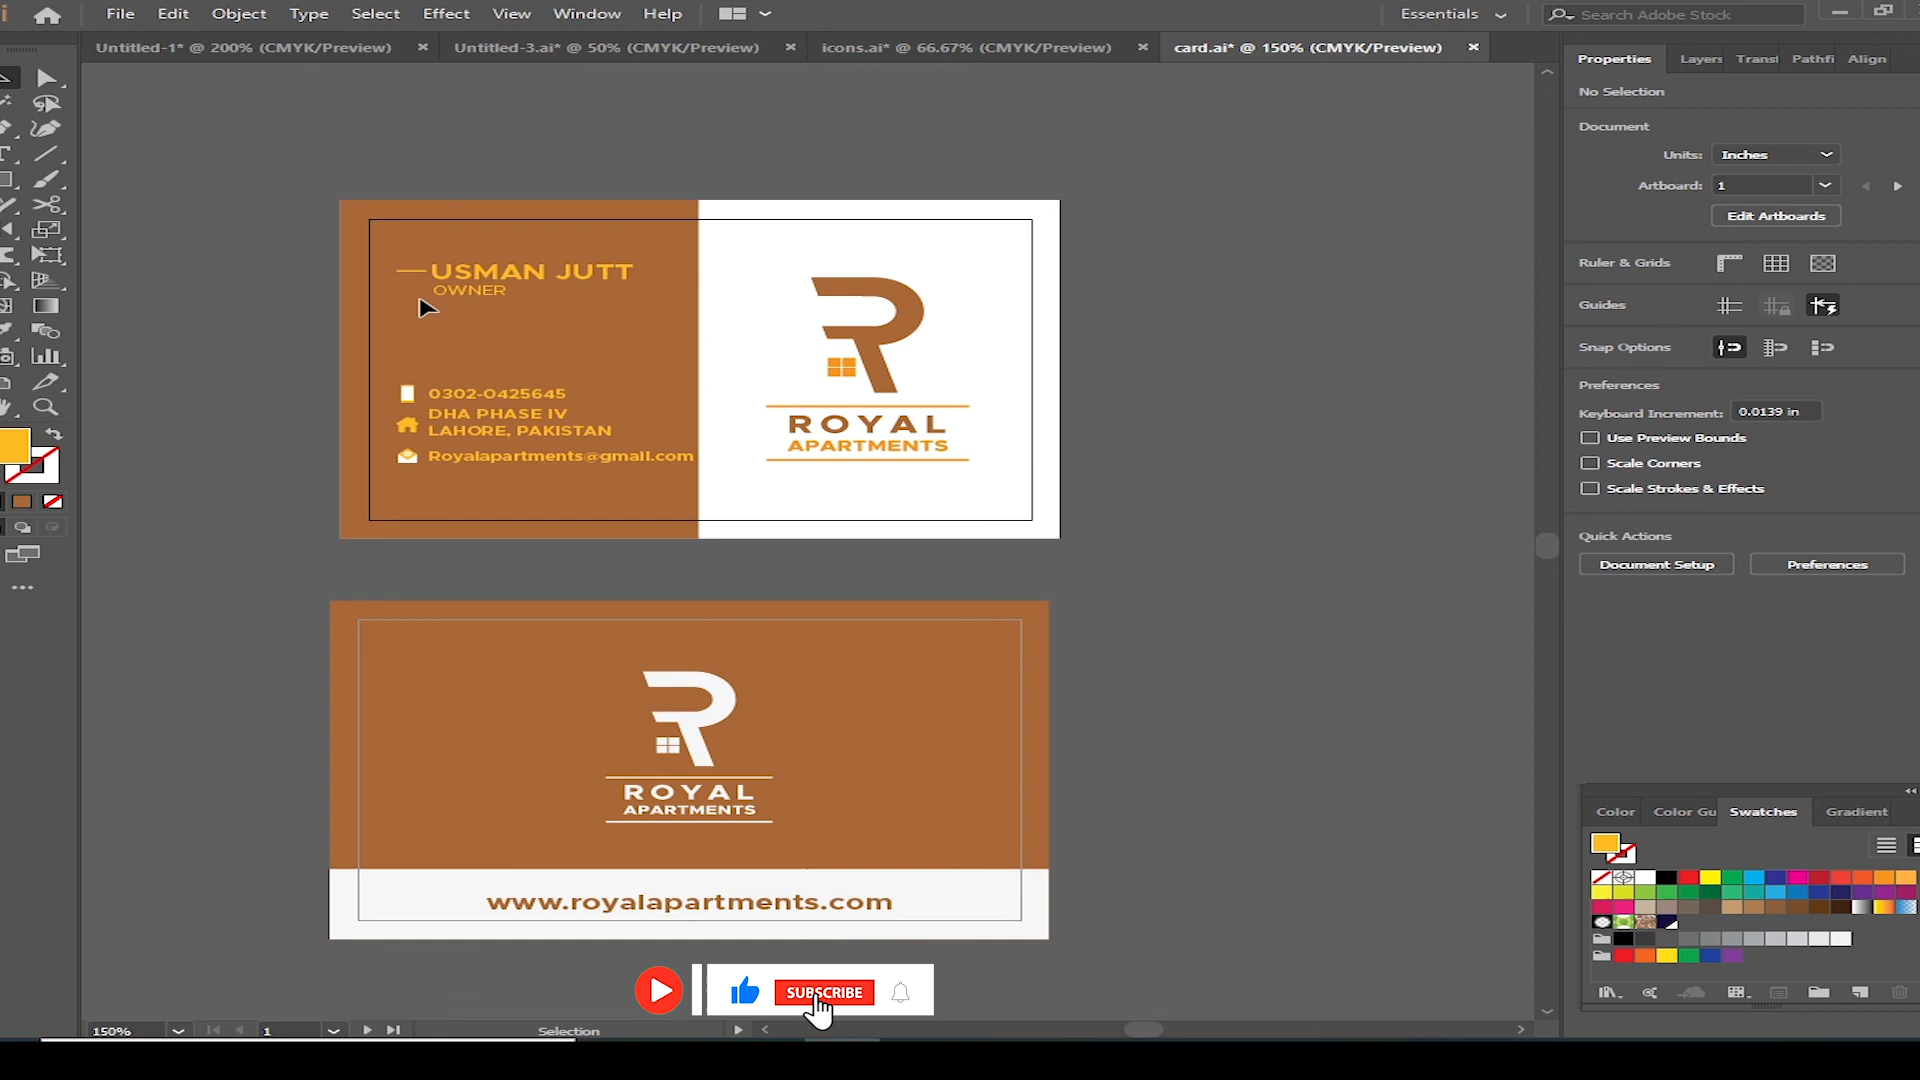 File Edit Object Type Select Effect View Window Help
Essentials
Search Adobe Stock
Untitled-1* @ 200% (CMYK/Preview)
Untitled-3.ai* @ 50% (CMYK/Preview)
icons.ai* @ 66.67% (CMYK/Preview)
card.ai* @ 150% (CMYK/Preview)
Properties Layers Transf Pathfi Align
No Selection
Document
Units: Inches
Artboard: 1
Edit Artboards
Ruler & Grids
Guides
Snap Options
Preferences
Keyboard Increment: 0.0139 in
Use Preview Bounds
Scale Corners
Scale Strokes & Effects
Quick Actions
Document Setup
Preferences
USMAN JUTT
OWNER
0302-0425645
DHA PHASE IV
LAHORE, PAKISTAN
Royalapartments@gmail.com
ROYAL
APARTMENTS
ROYAL
APARTMENTS
www.royalapartments.com
Color Color Gu Swatches Gradient
SUBSCRIBE
150%
1
Selection